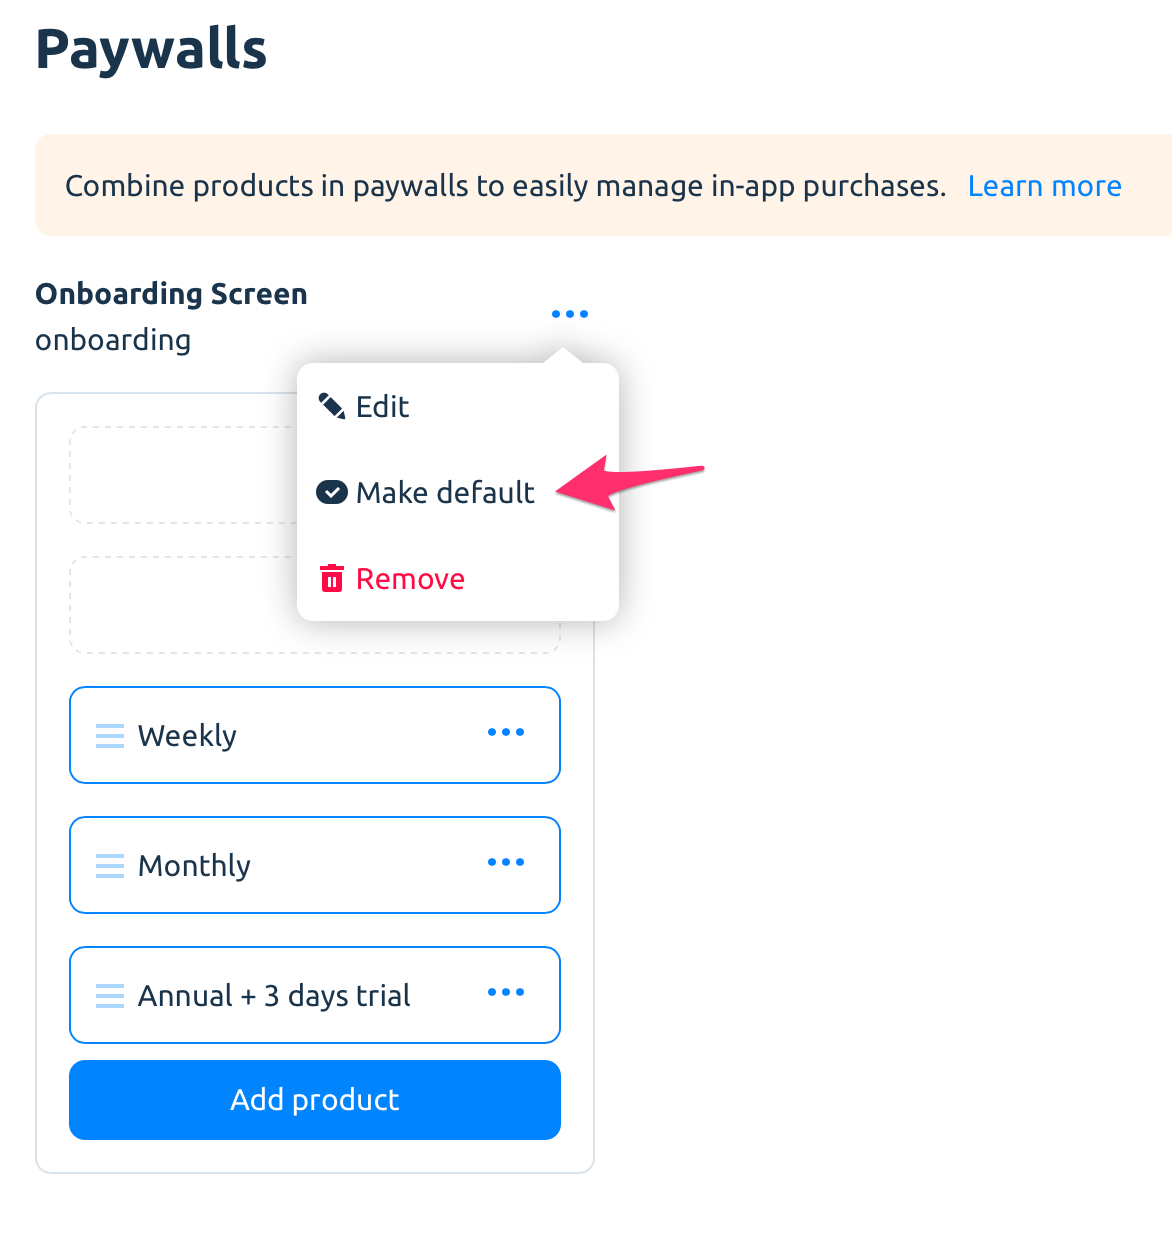 Paywalls
Combine products in paywalls to easily manage in-app purchases. Learn more
Onboarding Screen
onboarding
Edit
Make default
Remove
Weekly
Monthly
Annual + 3 days trial
Add product